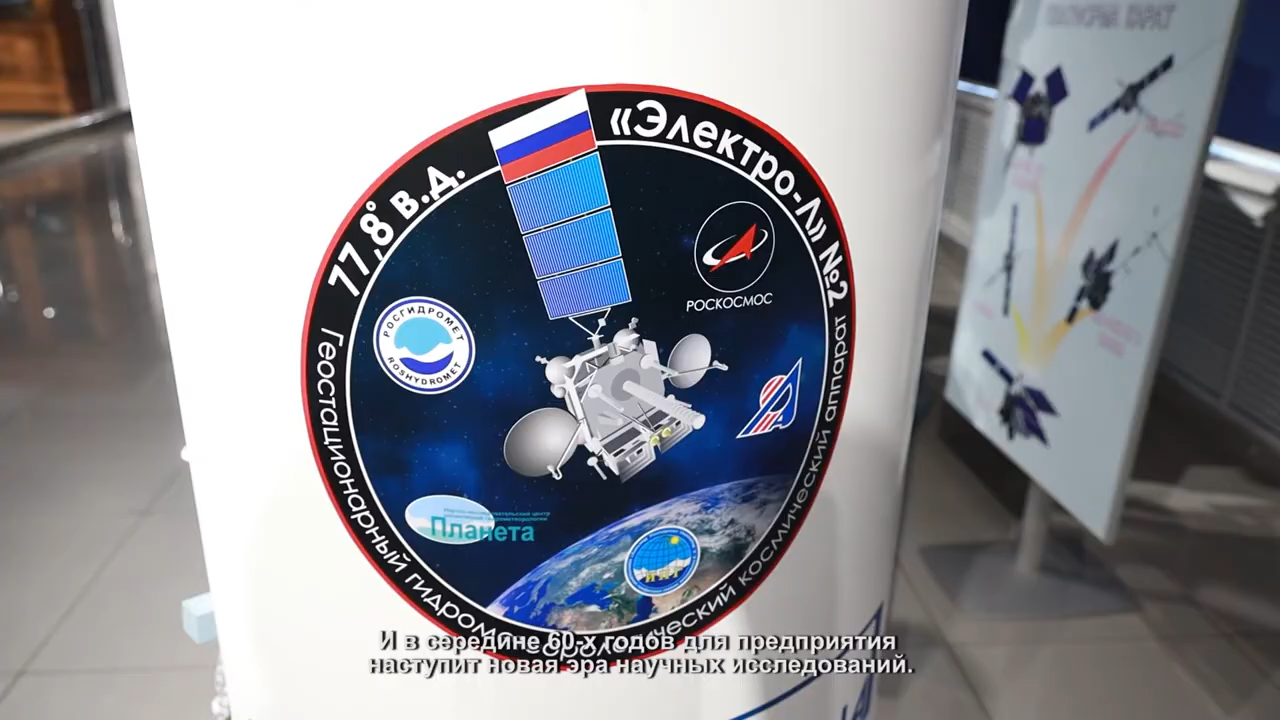 77,8° в.д.
«Электро-Л» №2
РОСКОСМОС
РОСГИДРОМЕТ
ROSHYDROMET
Планета
Геостационарный гидрометеорологический космический аппарат
И в середине 60-х годов для предприятия
наступит новая эра научных исследований.